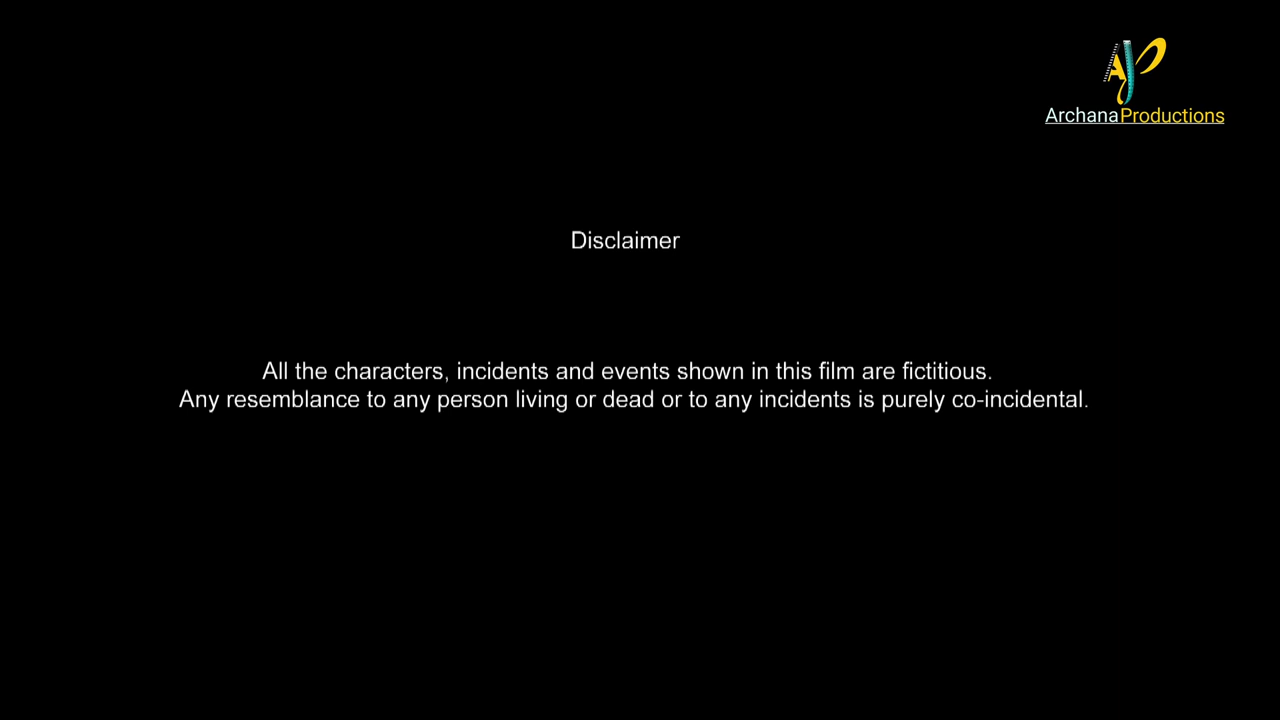 AP
ArchanaProductions
Disclaimer
All the characters, incidents and events shown in this film are fictitious.
Any resemblance to any person living or dead or to any incidents is purely co-incidental.